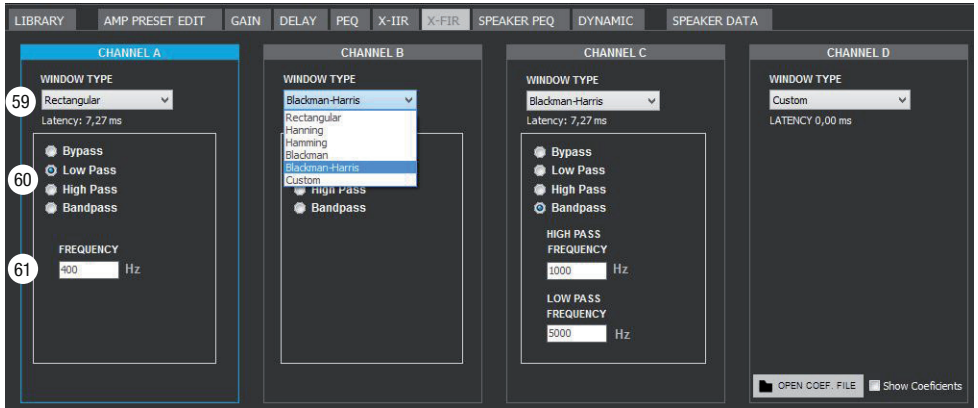 LIBRARY AMP PRESET EDIT GAIN DELAY PEQ X-IIR X-FIR SPEAKER PEQ DYNAMIC SPEAKER DATA
CHANNEL A
WINDOW TYPE
59
Rectangular
Latency: 7,27 ms
Bypass
60
Low Pass
High Pass
Bandpass
FREQUENCY
61
400 Hz
CHANNEL B
WINDOW TYPE
Blackman-Harris
Rectangular
Hanning
Hamming
Blackman
Blackman-Harris
Custom
High Pass
Bandpass
CHANNEL C
WINDOW TYPE
Blackman-Harris
Latency: 7,27 ms
Bypass
Low Pass
High Pass
Bandpass
HIGH PASS
FREQUENCY
1000 Hz
LOW PASS
FREQUENCY
5000 Hz
CHANNEL D
WINDOW TYPE
Custom
LATENCY 0,00 ms
OPEN COEF. FILE Show Coeficients